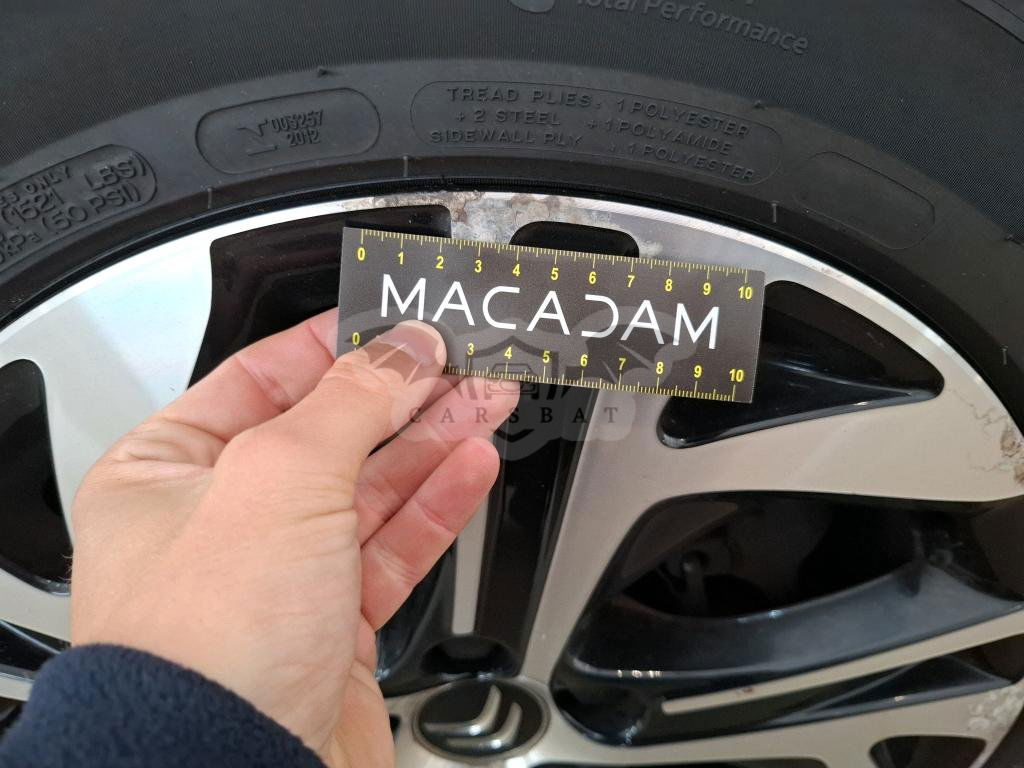 Total Performance
003257
2012
TREAD PLIES. 1 POLYESTER
+ 2 STEEL + 1 POLYAMIDE
SIDEWALL PLY . 1 POLYESTER
ONLY
(1521 LBS)
(50 PSI)
0 1 2 3 4 5 6 7 8 9 10
MACADAM
0 3 4 5 6 7 8 9 10
CARSBAT